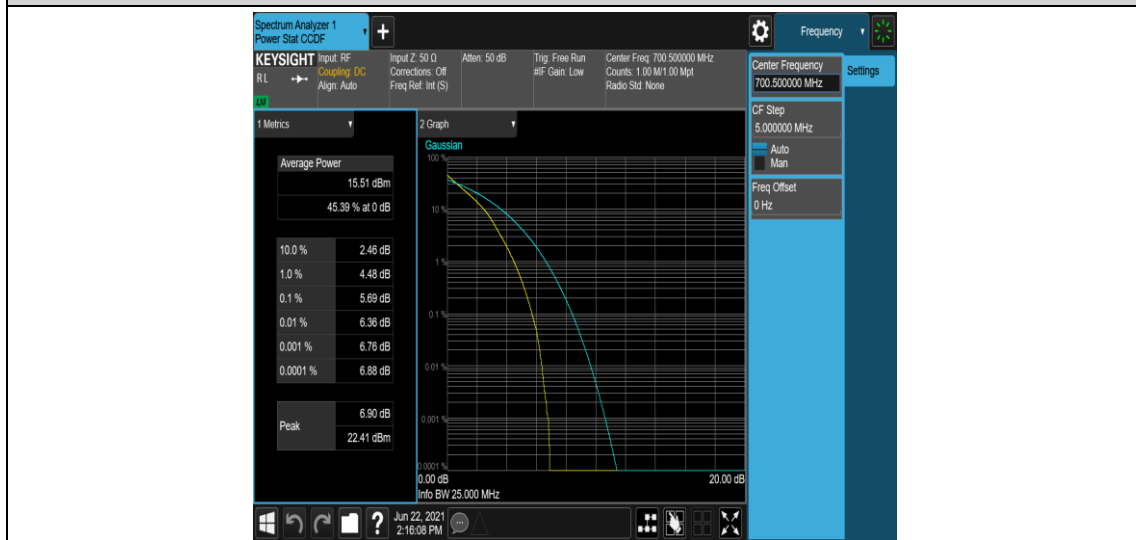 Spectrum Analyzer 1
Power Stat CCDF
+
Frequency
KEYSIGHT
RL
LXI
Input: RF
Coupling: DC
Align: Auto
Input Z: 50 Ω
Corrections: Off
Freq Ref: Int (S)
Atten: 50 dB
Trig: Free Run
#IF Gain: Low
Center Freq: 700.500000 MHz
Counts: 1.00 M/1.00 Mpt
Radio Std: None
Center Frequency
700.500000 MHz
Settings
CF Step
5.000000 MHz
Auto
Man
Freq Offset
0 Hz
1 Metrics
Average Power
15.51 dBm
45.39 % at 0 dB
10.0 % 2.46 dB
1.0 % 4.48 dB
0.1 % 5.69 dB
0.01 % 6.36 dB
0.001 % 6.76 dB
0.0001 % 6.88 dB
Peak 6.90 dB
22.41 dBm
2 Graph
Gaussian
100 %
10 %
1 %
0.1 %
0.01 %
0.001 %
0.0001 %
0.00 dB 20.00 dB
Info BW 25.000 MHz
?
Jun 22, 2021
2:16:08 PM